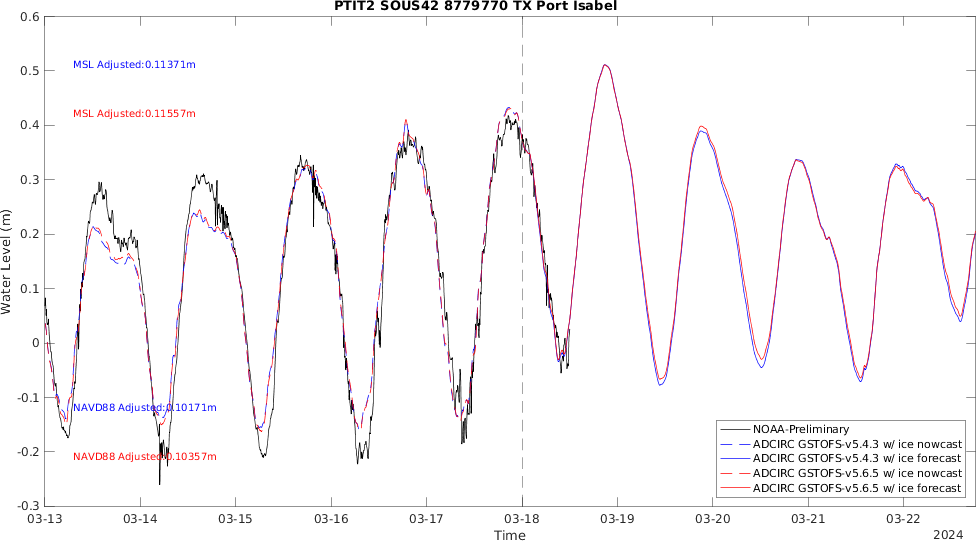 PTIT2 SOUS42 8779770 TX Port Isabel
0.6
0.5
0.4
0.3
0.2
0.1
0
-0.1
-0.2
-0.3
Water Level (m)
MSL Adjusted:0.11371m
MSL Adjusted:0.11557m
NAVD88 Adjusted:0.10171m
NAVD88 Adjusted:0.10357m
NOAA-Preliminary
ADCIRC GSTOFS-v5.4.3 w/ ice nowcast
ADCIRC GSTOFS-v5.4.3 w/ ice forecast
ADCIRC GSTOFS-v5.6.5 w/ ice nowcast
ADCIRC GSTOFS-v5.6.5 w/ ice forecast
03-13 03-14 03-15 03-16 03-17 03-18 03-19 03-20 03-21 03-22
Time
2024